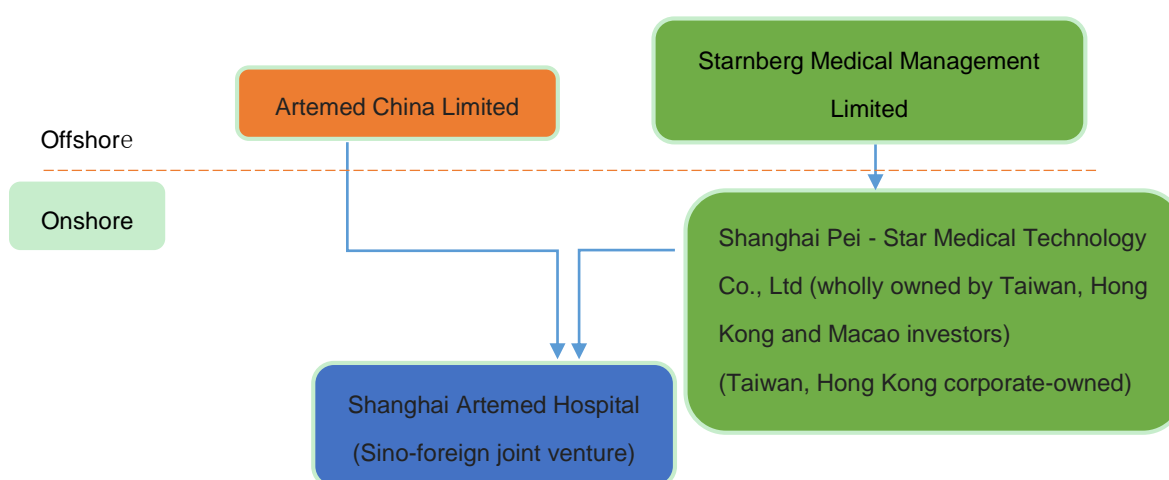 Starnberg Medical Management
Limited
Artemed China Limited
Offshore
Onshore
Shanghai Pei - Star Medical Technology
Co., Ltd (wholly owned by Taiwan, Hong
Kong and Macao investors)
(Taiwan, Hong Kong corporate-owned)
Shanghai Artemed Hospital
(Sino-foreign joint venture)